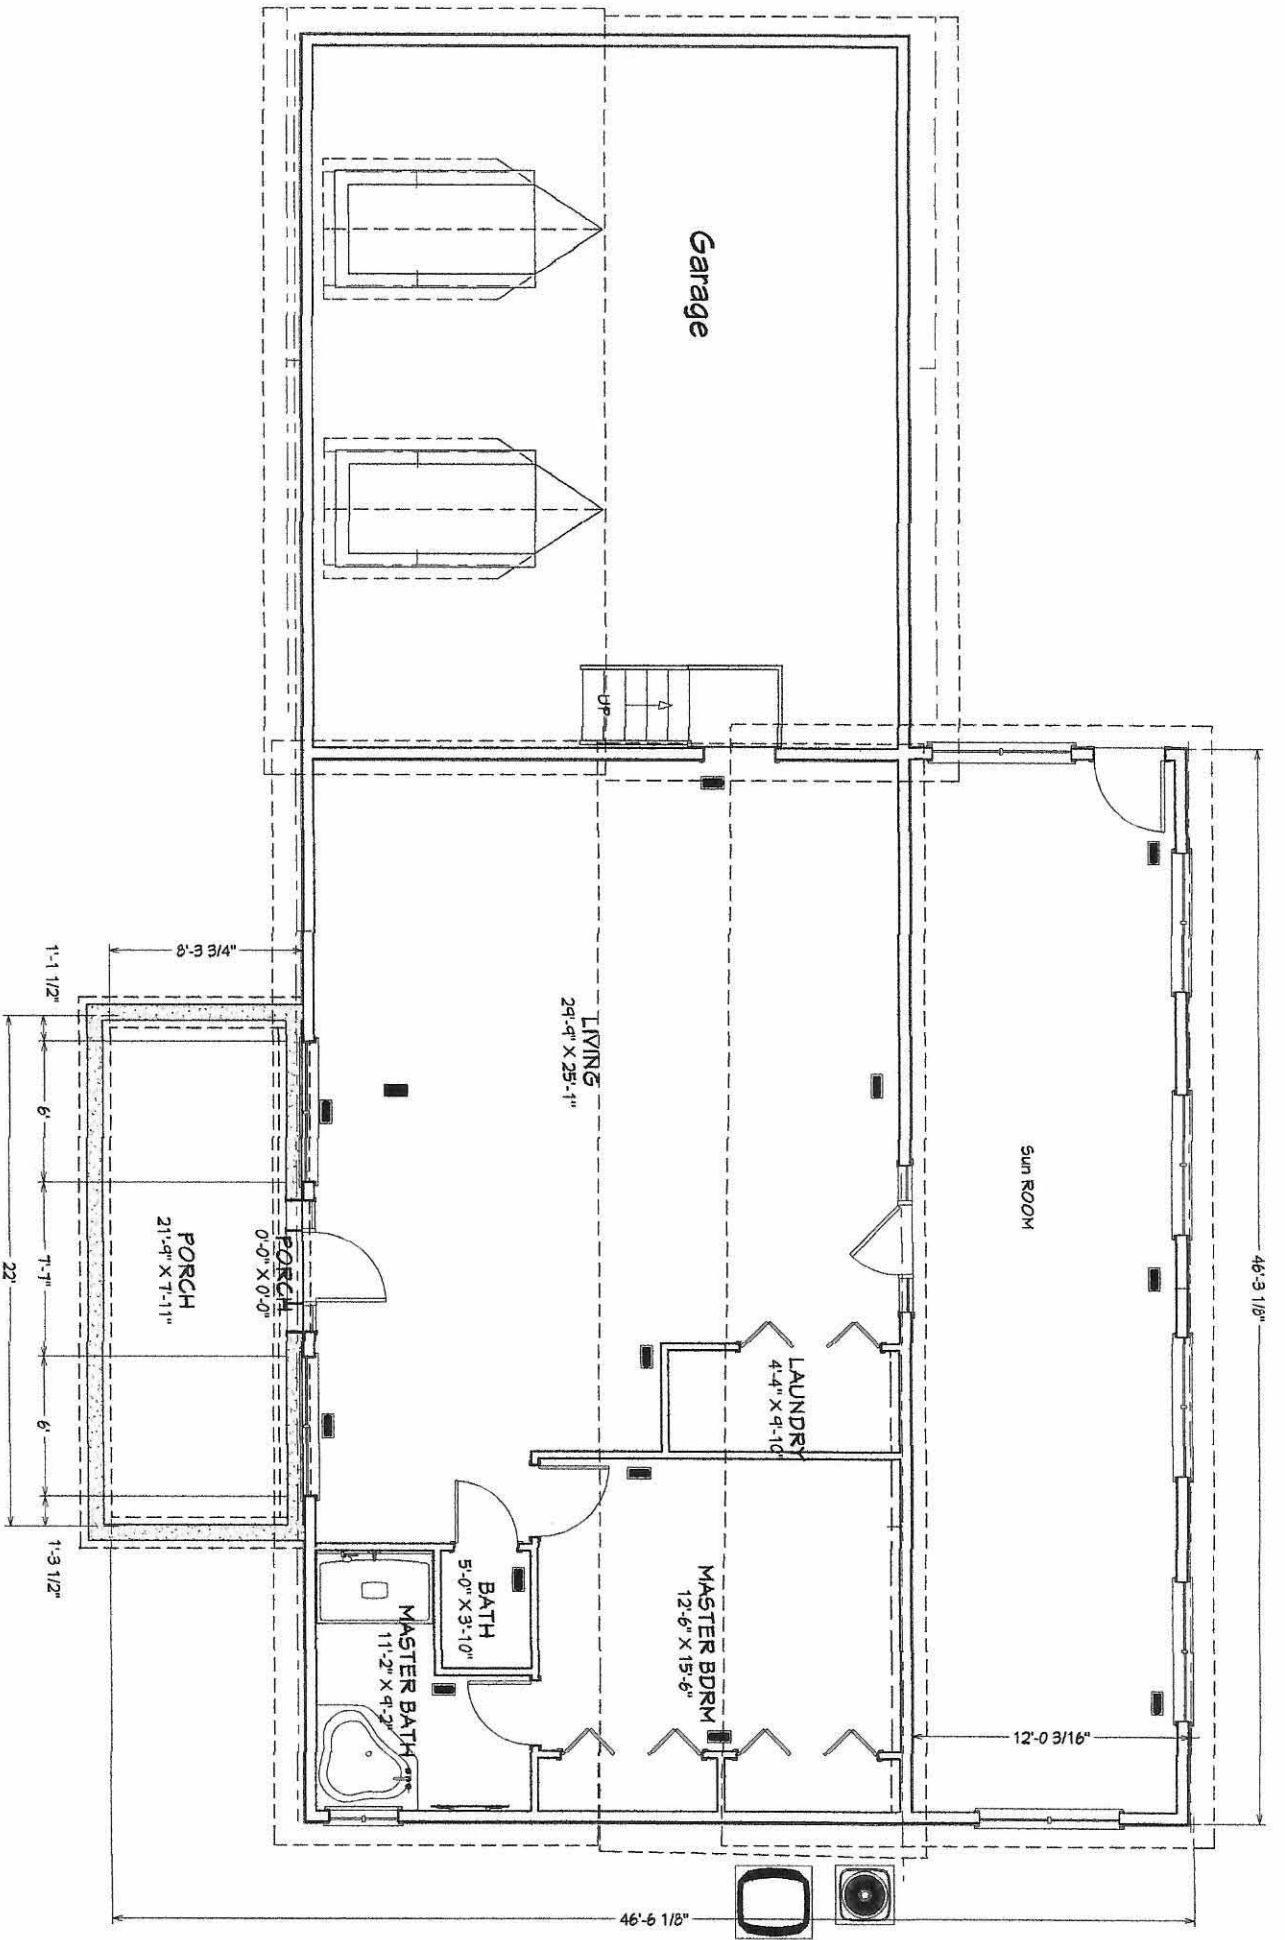 Garage
UP
46'-3 1/8"
Sun ROOM
LIVING
29'-9" X 25'-1"
8'-3 3/4"
1'-1 1/2"
6'
7'-7"
6'
1'-3 1/2"
22'
PORCH
0'-0" X 0'-0"
PORCH
21'-9" X 7'-11"
LAUNDRY
4'-4" X 9'-10"
MASTER BDRM
12'-6" X 15'-6"
BATH
5'-0" X 3'-10"
MASTER BATH
11'-2" X 9'-2"
12'-0 3/16"
46'-6 1/8"